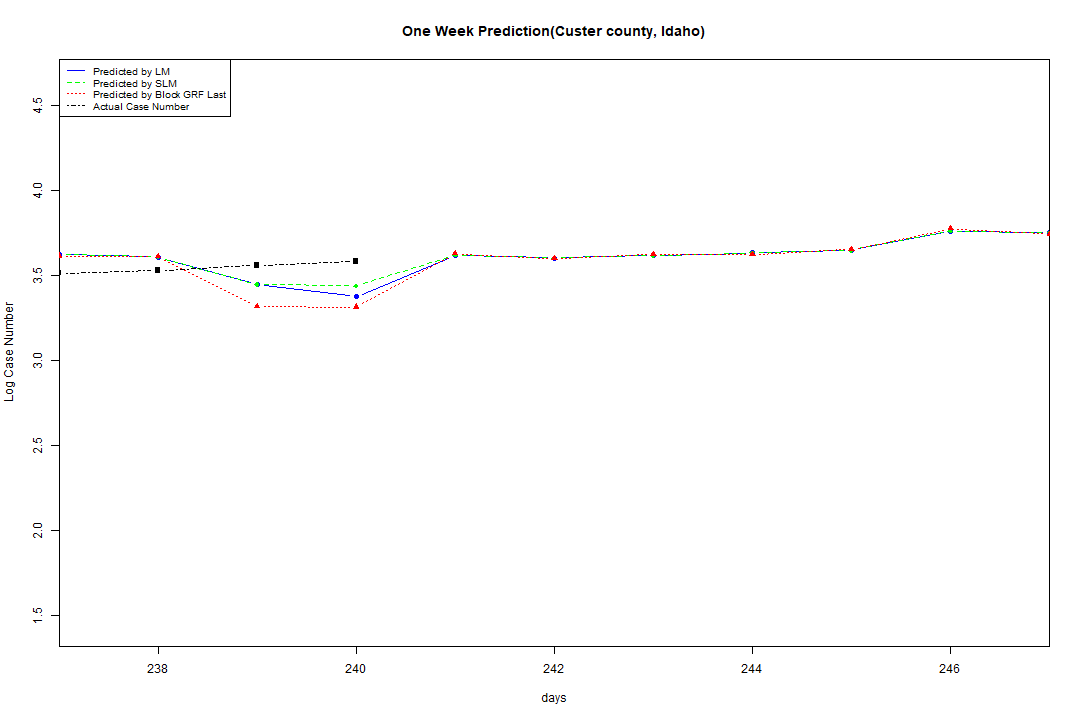 One Week Prediction(Custer county, Idaho)
Predicted by LM
Predicted by SLM
Predicted by Block GRF Last
Actual Case Number
4.5
4.0
3.5
3.0
2.5
2.0
1.5
Log Case Number
238 240 242 244 246
days